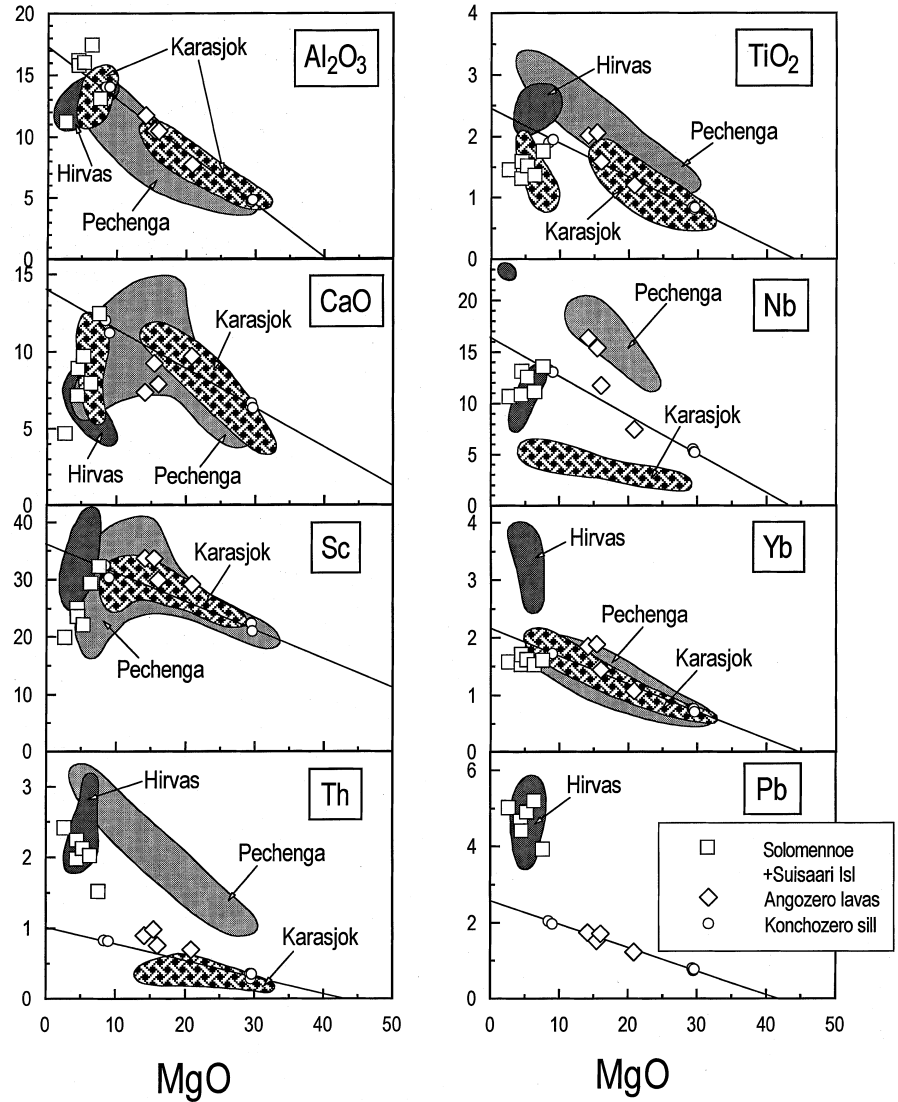 20
15
10
5
0
Karasjok
Al2O3
Hirvas
Pechenga
4
3
2
1
0
Hirvas
TiO2
Pechenga
Karasjok
15
10
5
0
CaO
Karasjok
Hirvas
Pechenga
20
15
10
5
0
Pechenga
Nb
Karasjok
40
30
20
10
0
Sc
Karasjok
Pechenga
4
3
2
1
0
Hirvas
Yb
Pechenga
Karasjok
3
2
1
0
Hirvas
Th
Pechenga
Karasjok
0 10 20 30 40 50
MgO
6
4
2
0
Hirvas
Pb
Solomennoe
+Suisaari Isl
Angozero lavas
Konchozero sill
0 10 20 30 40 50
MgO